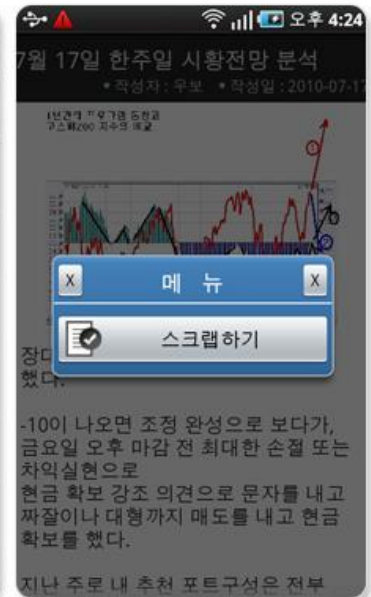 오후 4:24
7월 17일 한주일 시황전망 분석
• 작성자 : 우보 • 작성일 : 2010-07-17
X 메 뉴 X
스크랩하기
장대
했다.
-10이 나오면 조정 완성으로 보다가,
금요일 오후 마감 전 최대한 손절 또는
차익실현으로
현금 확보 강조 의견으로 문자를 내고
짜잘이나 대형까지 매도를 내고 현금
확보를 했다.
지난 주로 내 추천 포트구성은 전부